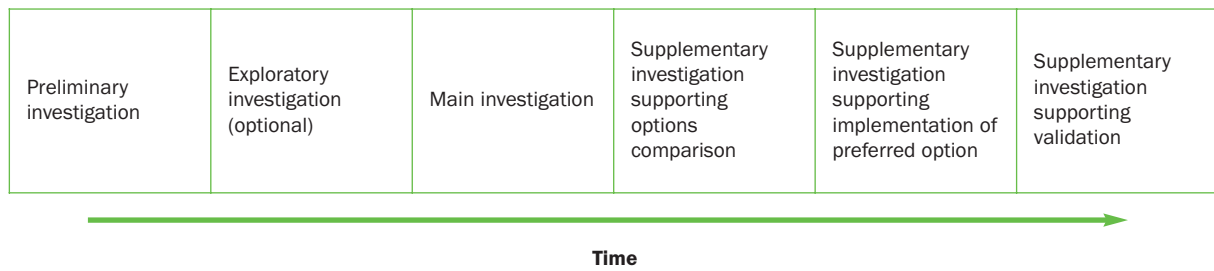 Preliminary
investigation
Exploratory
investigation
(optional)
Main investigation
Supplementary
investigation
supporting
options
comparison
Supplementary
investigation
supporting
implementation of
preferred option
Supplementary
investigation
supporting
validation
Time